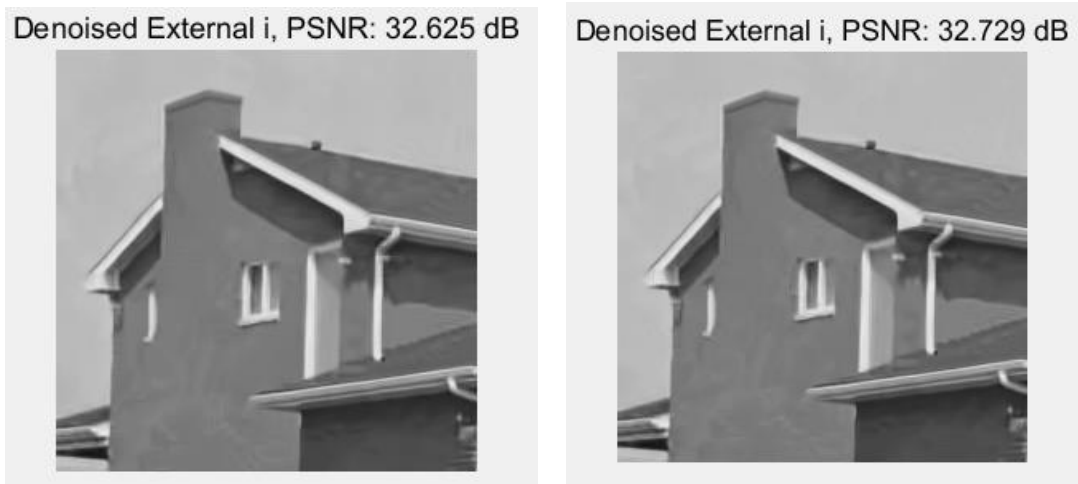 Denoised External i, PSNR: 32.625 dB
Denoised External i, PSNR: 32.729 dB